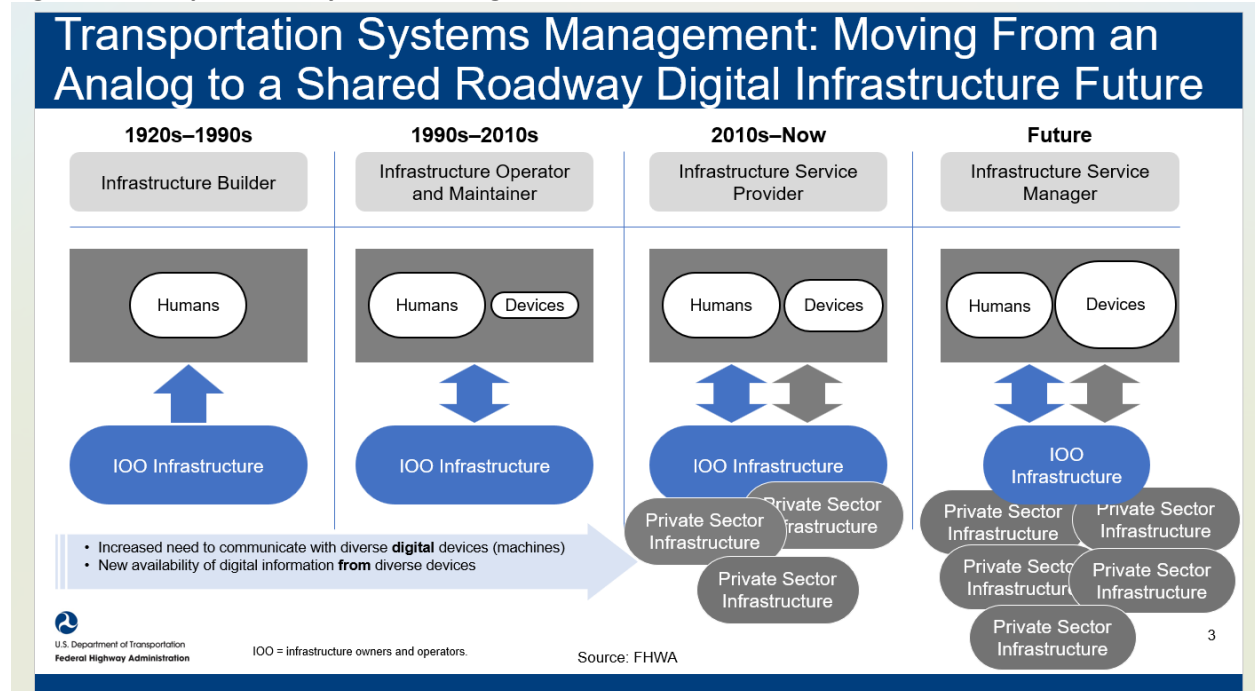 Transportation Systems Management: Moving From an
Analog to a Shared Roadway Digital Infrastructure Future
1920s–1990s
1990s–2010s
2010s–Now
Future
Infrastructure Builder
Infrastructure Operator
and Maintainer
Infrastructure Service
Provider
Infrastructure Service
Manager
Humans
Humans
Devices
Humans
Devices
Humans
Devices
IOO Infrastructure
IOO Infrastructure
IOO Infrastructure
IOO
Infrastructure
Private Sector
Infrastructure
Private Sector
Infrastructure
Private Sector
Infrastructure
Private Sector
Infrastructure
Private Sector
Infrastructure
Private Sector
Infrastructure
Private Sector
Infrastructure
Private Sector
Infrastructure
• Increased need to communicate with diverse digital devices (machines)
• New availability of digital information from diverse devices
U.S. Department of Transportation
Federal Highway Administration
IOO = infrastructure owners and operators.
Source: FHWA
3